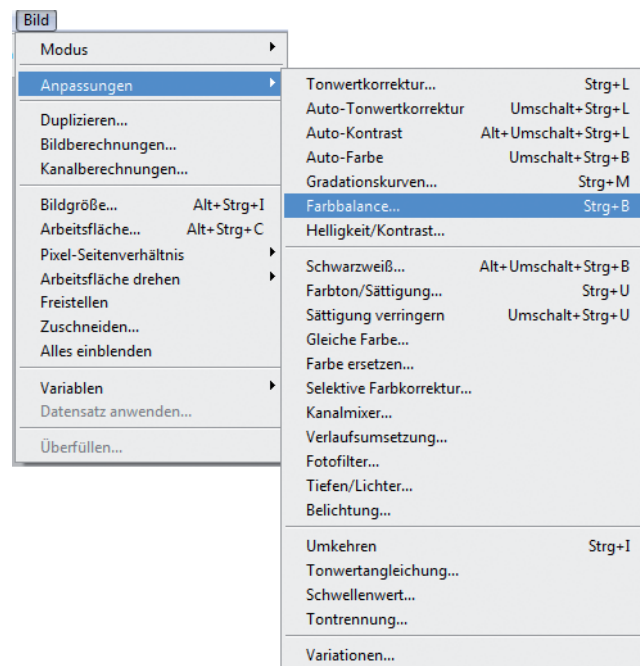 Bild
Modus
Anpassungen
Duplizieren...
Bildberechnungen...
Kanalberechnungen...
Bildgröße... Alt+Strg+I
Arbeitsfläche... Alt+Strg+C
Pixel-Seitenverhältnis
Arbeitsfläche drehen
Freistellen
Zuschneiden...
Alles einblenden
Variablen
Datensatz anwenden...
Überfüllen...
Tonwertkorrektur... Strg+L
Auto-Tonwertkorrektur Umschalt+Strg+L
Auto-Kontrast Alt+Umschalt+Strg+L
Auto-Farbe Umschalt+Strg+B
Gradationskurven... Strg+M
Farbbalance... Strg+B
Helligkeit/Kontrast...
Schwarzweiß... Alt+Umschalt+Strg+B
Farbton/Sättigung... Strg+U
Sättigung verringern Umschalt+Strg+U
Gleiche Farbe...
Farbe ersetzen...
Selektive Farbkorrektur...
Kanalmixer...
Verlaufsumsetzung...
Fotofilter...
Tiefen/Lichter...
Belichtung...
Umkehren Strg+I
Tonwertangleichung...
Schwellenwert...
Tontrennung...
Variationen...